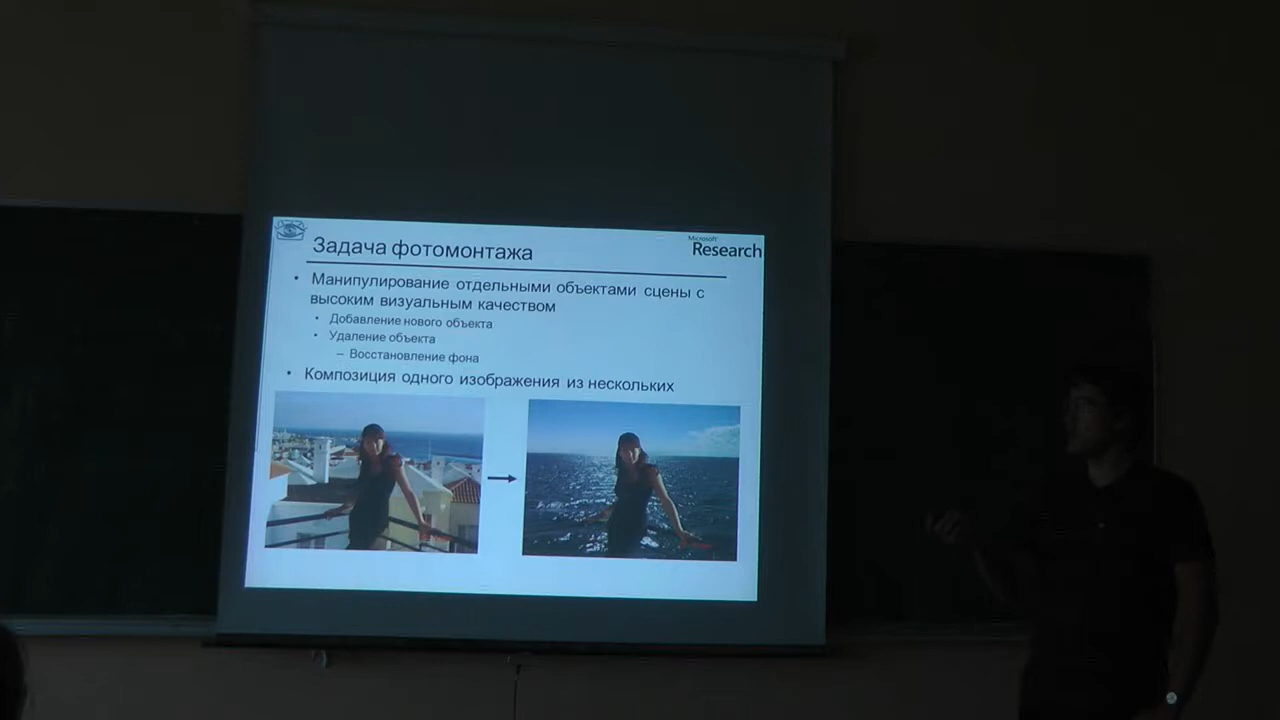 Задача фотомонтажа
Microsoft
Research
• Манипулирование отдельными объектами сцены с
высоким визуальным качеством
• Добавление нового объекта
• Удаление объекта
– Восстановление фона
• Композиция одного изображения из нескольких